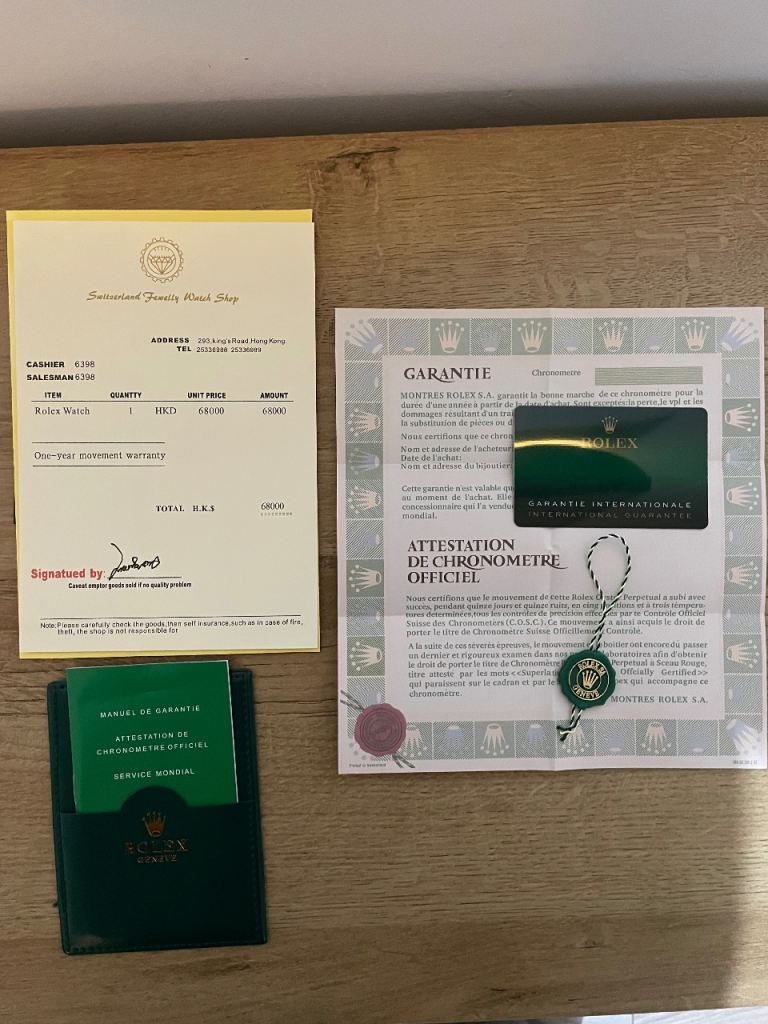 Switzerland Jewelly Watch Shop
ADDRESS 293,king's Road,Hong Kong
TEL 25336988 25336989
CASHIER 6398
SALESMAN 6398
ITEM QUANTTY UNIT PRICE AMOUNT
Rolex Watch 1 HKD 68000 68000
One-year movement warranty
TOTAL H.K.$ 68000
Signatued by:
Caveat emptor goods sold if no quality problem
Note:Please carefully check the goods,then self insurance,such as in case of fire,
theft, the shop is not responsible for
MANUEL DE GARANTIE
ATTESTATION DE
CHRONOMETRE OFFICIEL
SERVICE MONDIAL
ROLEX
GENEVE
GARANTIE
Chronometre
MONTRES ROLEX S.A. garantit la bonne marche de ce chronomètre pour la
durée d'une année à partir de la date d'achat. Sont exceptés:la perte,le vpl et les
dommages résultant d'un trai
la substitution de pièces ou d
Nous certifions que ce chron
Nom et adresse de l'acheteur
Date de l'achat:
Nom et adresse du bijoutier:
Cette garantie n'est valable qu
au moment de l'achat. Elle
concessionnaire qui l'a vendu
mondial.
ROLEX
GARANTIE INTERNATIONALE
INTERNATIONAL GUARANTEE
ATTESTATION
DE CHRONOMETRE
OFFICIEL
Nous certifions que le mouvement de cette Rolex Perpetual a subi avec
succès, pendant quinze jours et quinze nuits, en cinq positions et à trois tempéra-
tures déterminées,tous les contrôles de précision par le Contrôle Officiel
Suisse des Chronometers (C.O.S.C). Ce mouvement a ainsi acquis le droit de
porter le titre de Chronomètre Suisse Officiellement Contrôlé.
A la suite de ces sévères épreuves, le mouvement boitier ont encore du passer
un dernier et rigoureux examen dans nos laboratoires afin d'obtenir
le droit de porter le titre de Chronomètre Perpetual à Sceau Rouge,
titre atteste par les mots <<Superla Offcially Gertified>>
qui paraissent sur le cadran et par le pex qui accompagne ce
chronomètre.
MONTRES ROLEX S.A.
ROLEX SA
GENEVE